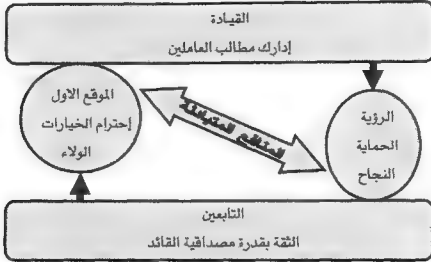 القيادة
إدارك مطالب العاملين
الموقع الاول
إحترام الخيارات
الولاء
المنافع المتبادلة
الرؤية
الحماية
النجاح
التابعين
الثقة بقدرة مصداقية القائد